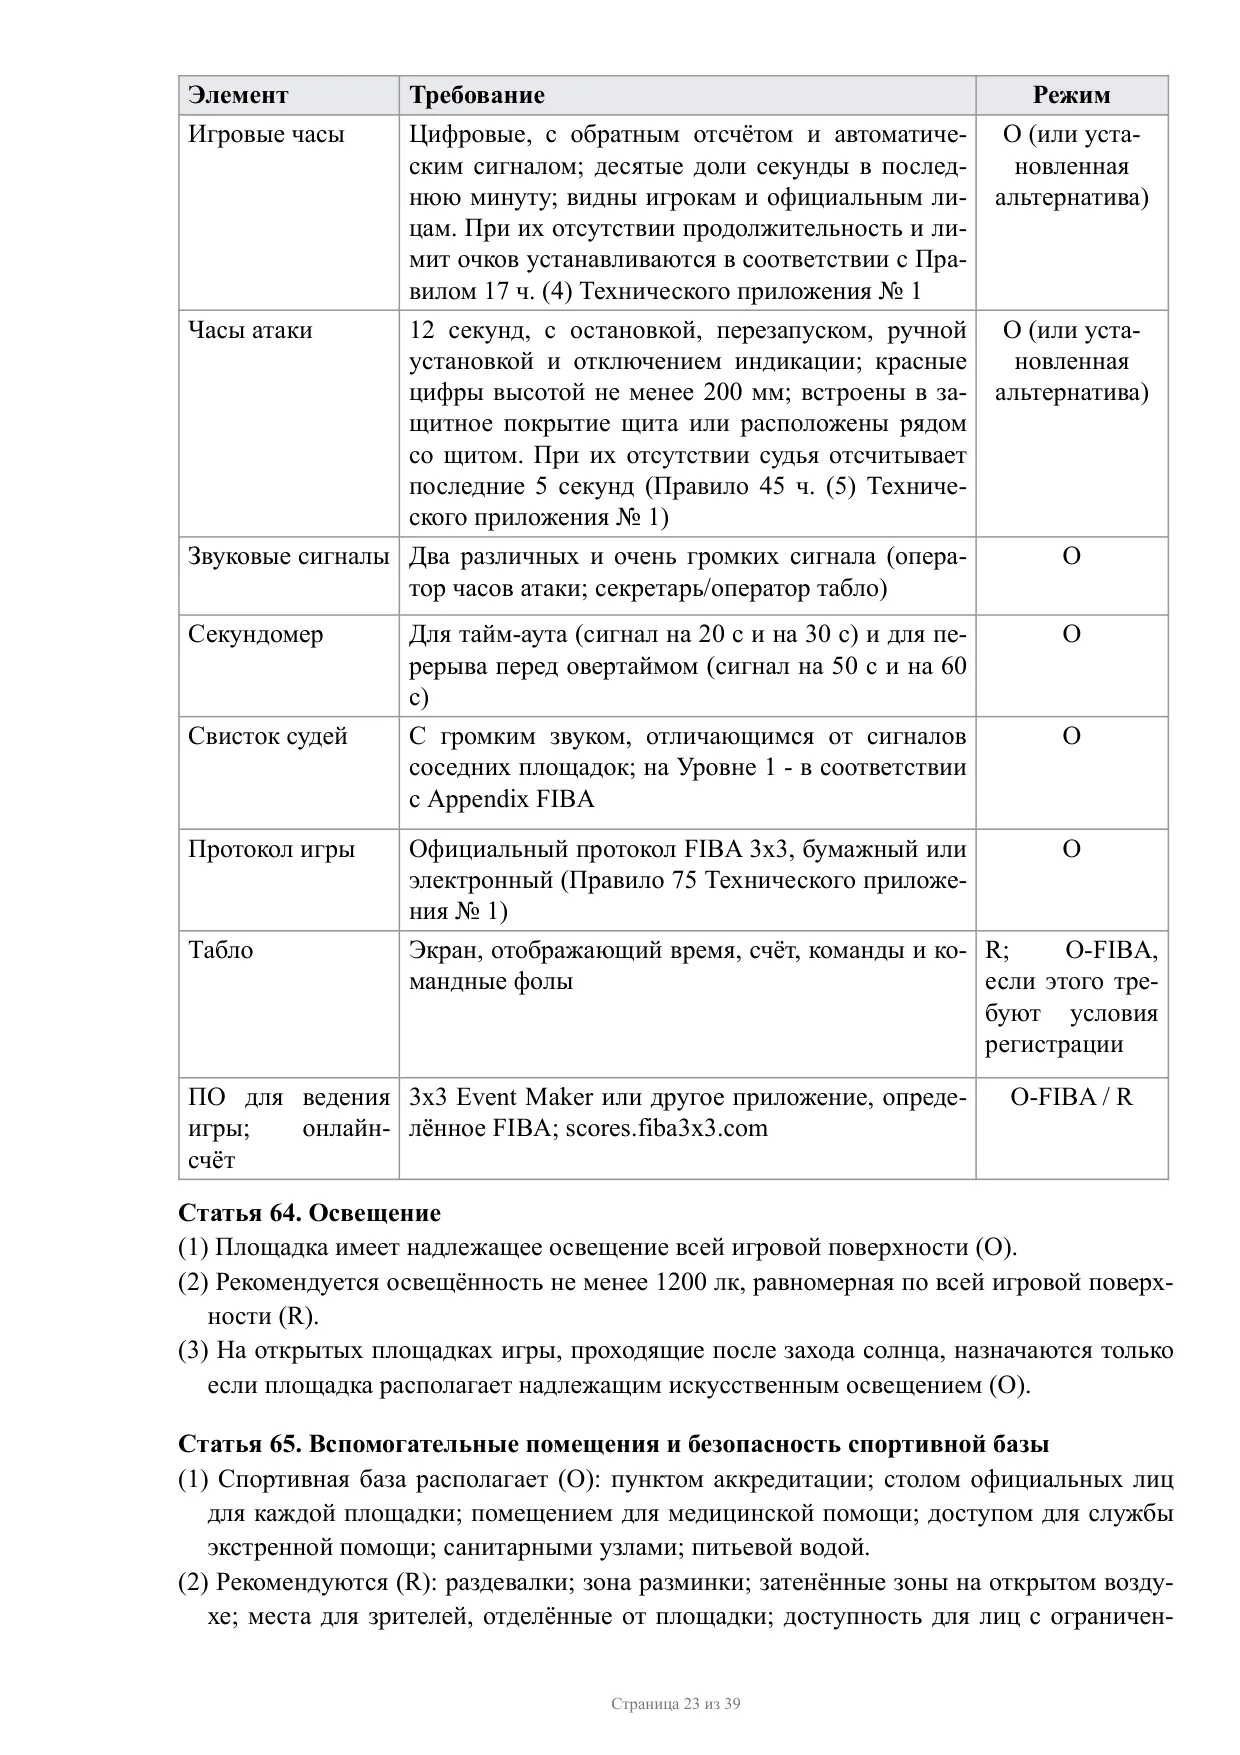 Элемент Требование Режим
Игровые часы Цифровые, с обратным отсчётом и автоматиче- О (или уста-
ским сигналом; десятые доли секунды в послед- новленная
нюю минуту; видны игрокам и официальным ли- альтернатива)
цам. При их отсутствии продолжительность и ли-
мит очков устанавливаются в соответствии с Пра-
вилом 17 ч. (4) Технического приложения № 1
Часы атаки 12 секунд, с остановкой, перезапуском, ручной О (или уста-
установкой и отключением индикации; красные новленная
цифры высотой не менее 200 мм; встроены в за- альтернатива)
щитное покрытие щита или расположены рядом
со щитом. При их отсутствии судья отсчитывает
последние 5 секунд (Правило 45 ч. (5) Техниче-
ского приложения № 1)
Звуковые сигналы Два различных и очень громких сигнала (опера- О
тор часов атаки; секретарь/оператор табло)
Секундомер Для тайм-аута (сигнал на 20 с и на 30 с) и для пе- О
рерыва перед овертаймом (сигнал на 50 с и на 60
с)
Свисток судей С громким звуком, отличающимся от сигналов О
соседних площадок; на Уровне 1 - в соответствии
с Appendix FIBA
Протокол игры Официальный протокол FIBA 3x3, бумажный или О
электронный (Правило 75 Технического приложе-
ния № 1)
Табло Экран, отображающий время, счёт, команды и ко- R; O-FIBA,
мандные фолы если этого тре-
буют условия
регистрации
ПО для ведения 3x3 Event Maker или другое приложение, опреде- O-FIBA / R
игры; онлайн- лённое FIBA; scores.fiba3x3.com
счёт
Статья 64. Освещение
(1) Площадка имеет надлежащее освещение всей игровой поверхности (О).
(2) Рекомендуется освещённость не менее 1200 лк, равномерная по всей игровой поверх-
ности (R).
(3) На открытых площадках игры, проходящие после захода солнца, назначаются только
если площадка располагает надлежащим искусственным освещением (О).
Статья 65. Вспомогательные помещения и безопасность спортивной базы
(1) Спортивная база располагает (О): пунктом аккредитации; столом официальных лиц
для каждой площадки; помещением для медицинской помощи; доступом для службы
экстренной помощи; санитарными узлами; питьевой водой.
(2) Рекомендуются (R): раздевалки; зона разминки; затенённые зоны на открытом возду-
хе; места для зрителей, отделённые от площадки; доступность для лиц с ограничен-
Страница 23 из 39